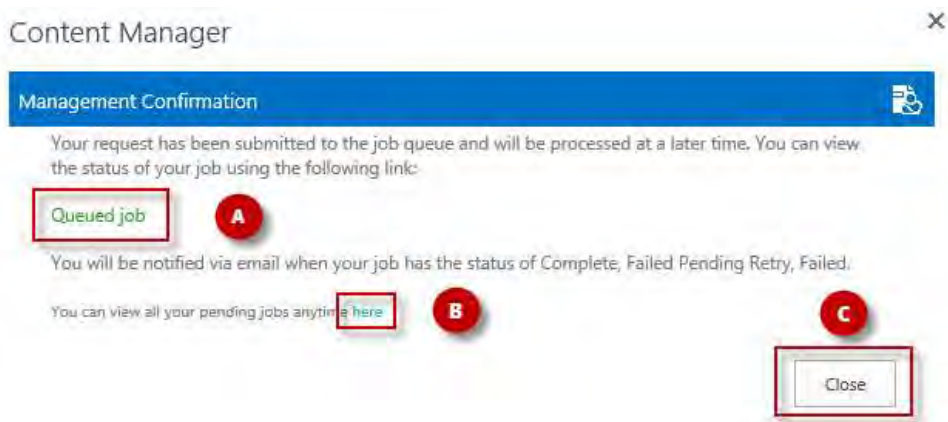 Content Manager
Management Confirmation
Your request has been submitted to the job queue and will be processed at a later time. You can view
the status of your job using the following link:
Queued job
A
You will be notified via email when your job has the status of Complete, Failed Pending Retry, Failed.
You can view all your pending jobs anytime here
B
C
Close